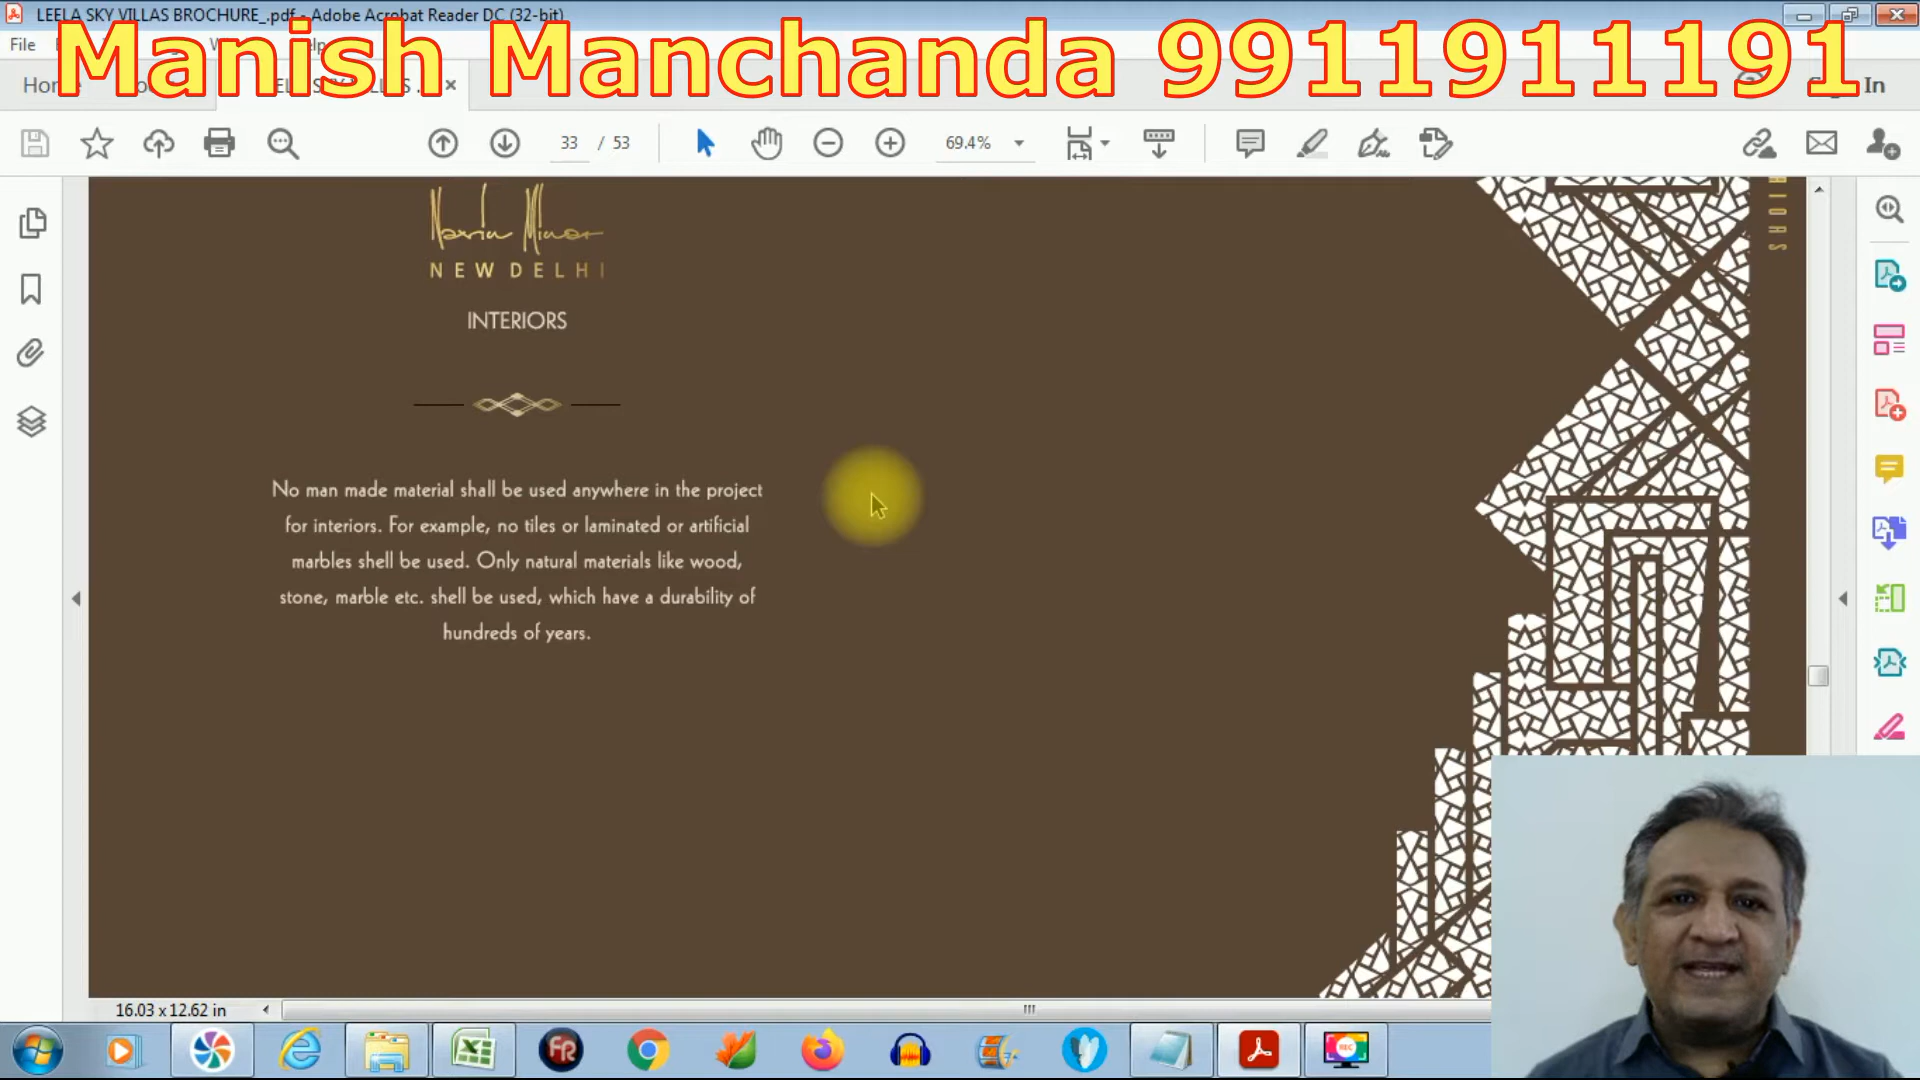 LEELA SKY VILLAS BROCHURE_.pdf - Adobe Acrobat Reader DC (32-bit)
Manish Manchanda 9911911191
File
In
33 / 53
69.4%
NEW DELHI
INTERIORS
No man made material shall be used anywhere in the project
for interiors. For example, no tiles or laminated or artificial
marbles shell be used. Only natural materials like wood,
stone, marble etc. shell be used, which have a durability of
hundreds of years.
16.03 x 12.62 in
FR
REC